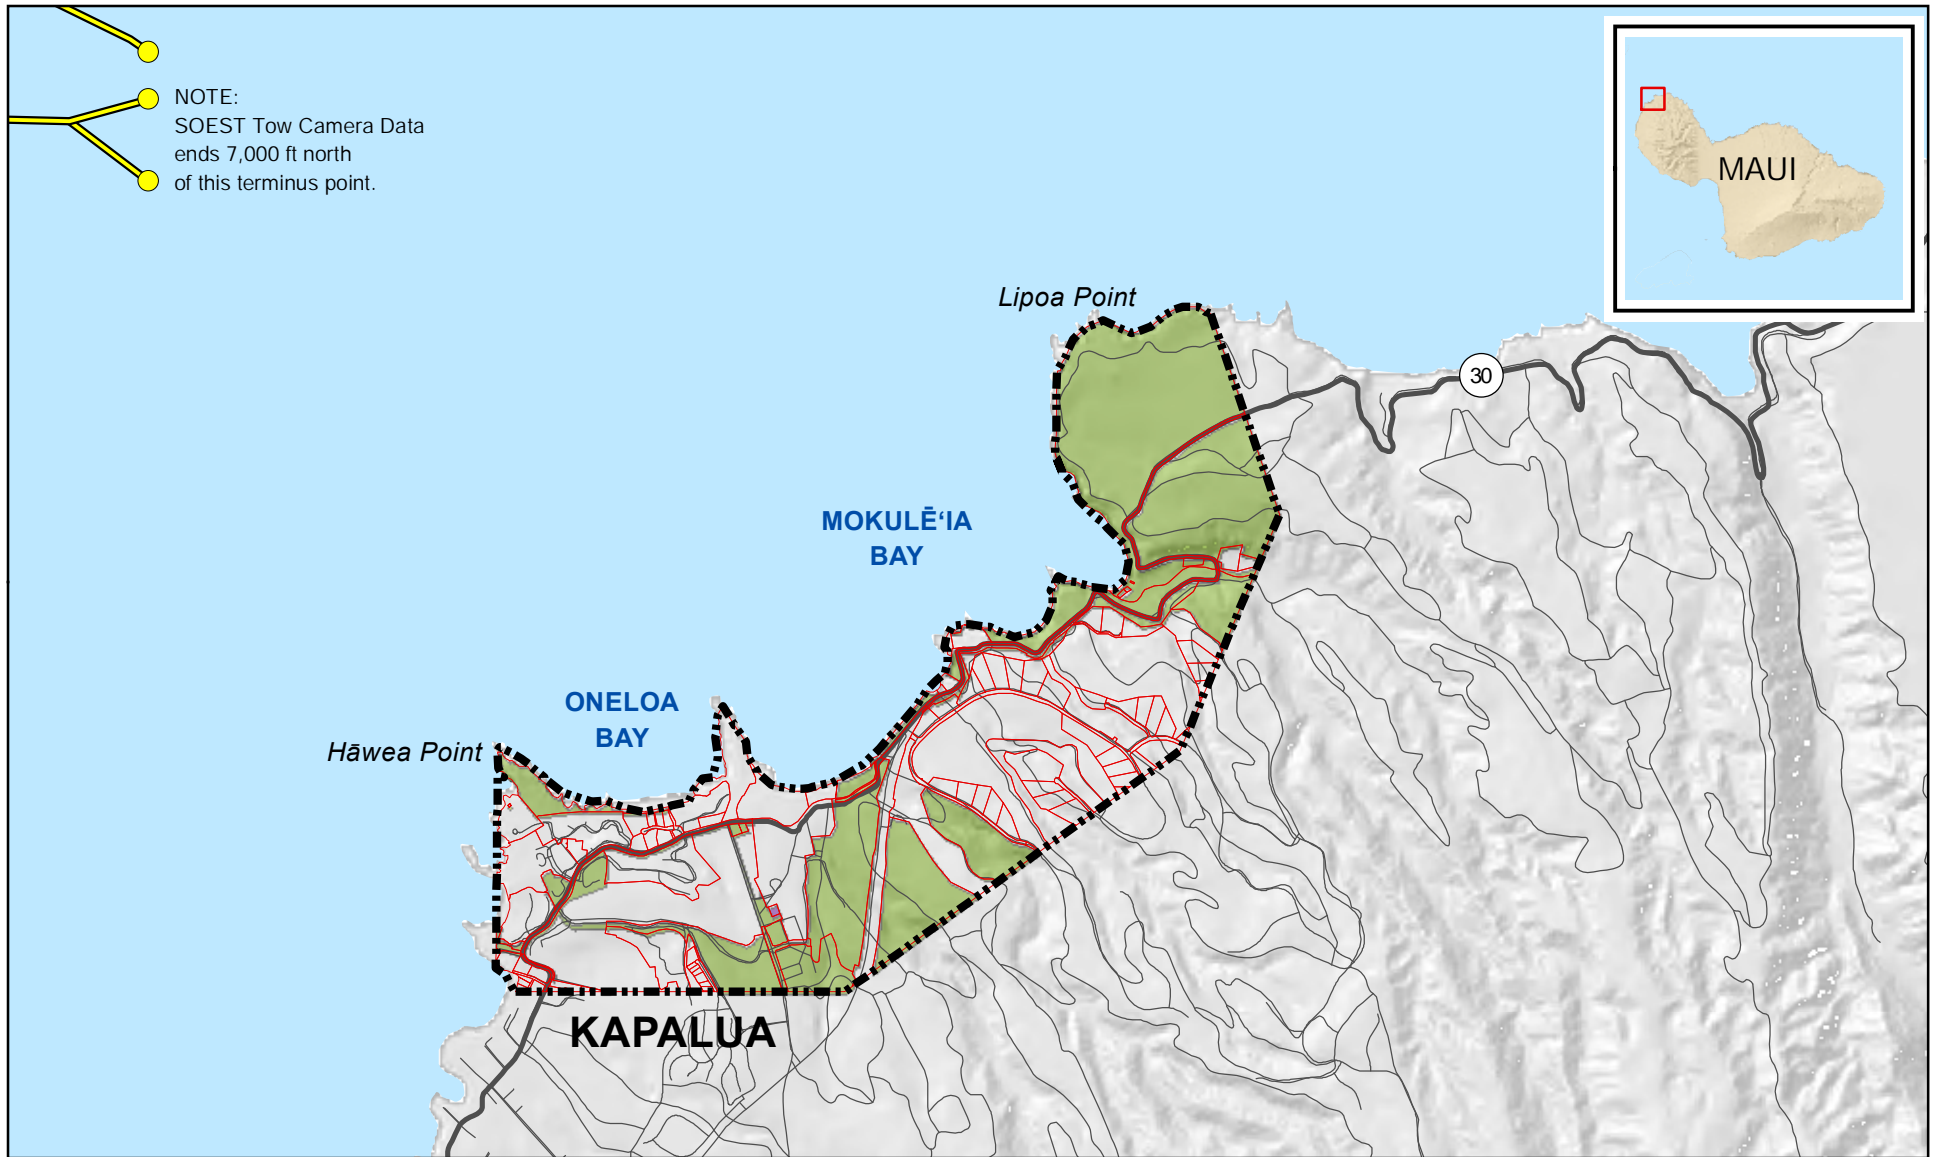 NOTE:
SOEST Tow Camera Data
ends 7,000 ft north
of this terminus point.
MAUI
Lipoa Point
30
MOKULĒʻIA
BAY
ONELOA
BAY
Hāwea Point
KAPALUA